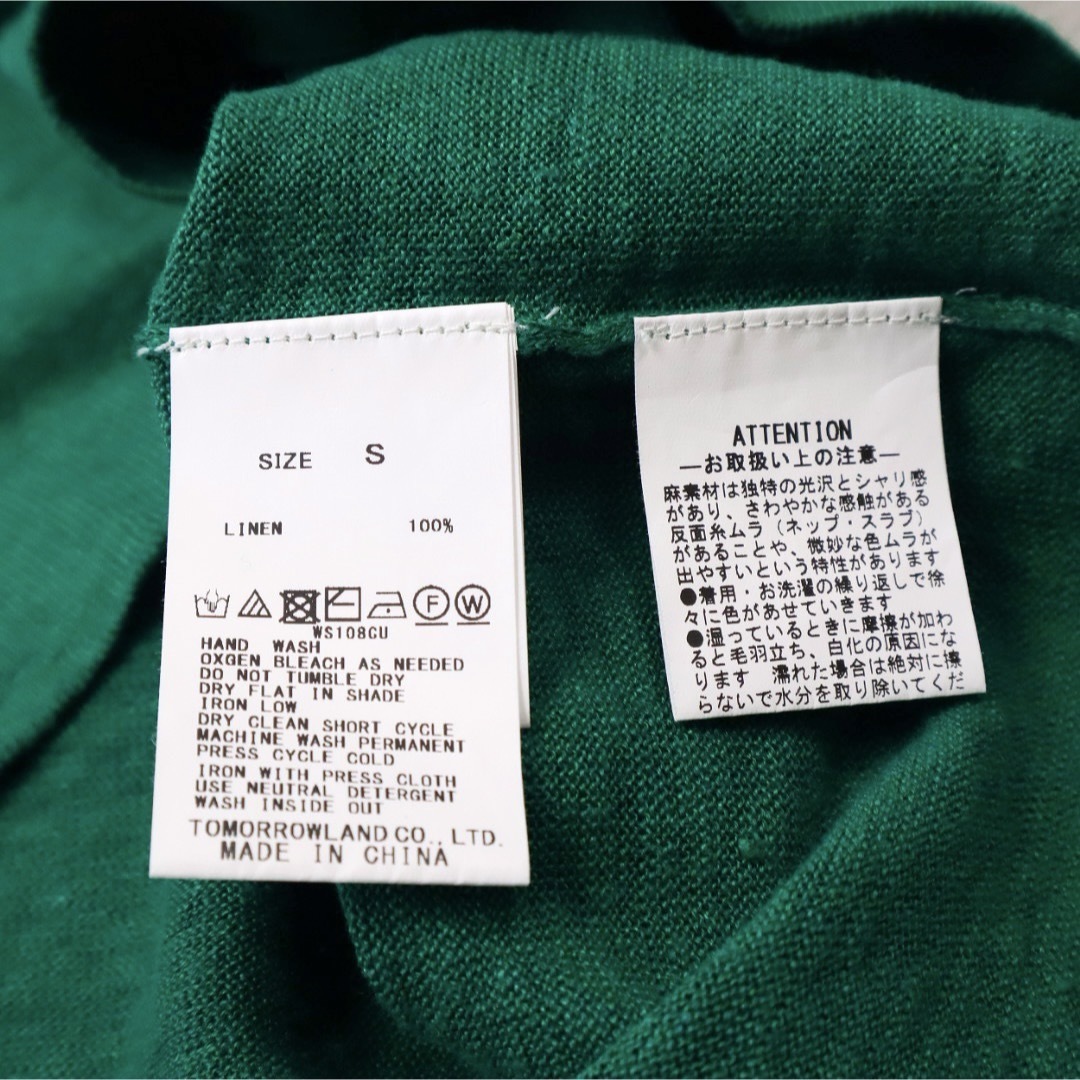 SIZE S
LINEN 100%
F W
WS108GU
HAND WASH
OXGEN BLEACH AS NEEDED
DO NOT TUMBLE DRY
DRY FLAT IN SHADE
IRON LOW
DRY CLEAN SHORT CYCLE
MACHINE WASH PERMANENT
PRESS CYCLE COLD
IRON WITH PRESS CLOTH
USE NEUTRAL DETERGENT
WASH INSIDE OUT
TOMORROWLAND CO., LTD.
MADE IN CHINA
ATTENTION
―お取扱い上の注意―
麻素材は独特の光沢とシャリ感
があり、さわやかな感触がある
反面糸ムラ（ネップ・スラブ）
があることや、微妙な色ムラが
出やすいという特性があります
●着用・お洗濯の繰り返しで徐
々に色があせていきます
●湿っているときに摩擦が加わ
ると毛羽立ち、白化の原因にな
ります 濡れた場合は絶対に擦
らないで水分を取り除いてくだ